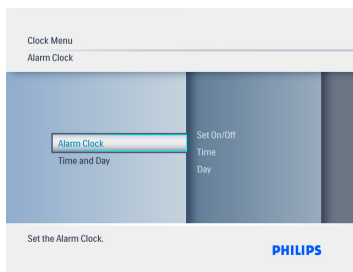 Clock Menu
Alarm Clock
Alarm Clock
Time and Day
Set On/Off
Time
Day
Set the Alarm Clock.
PHILIPS